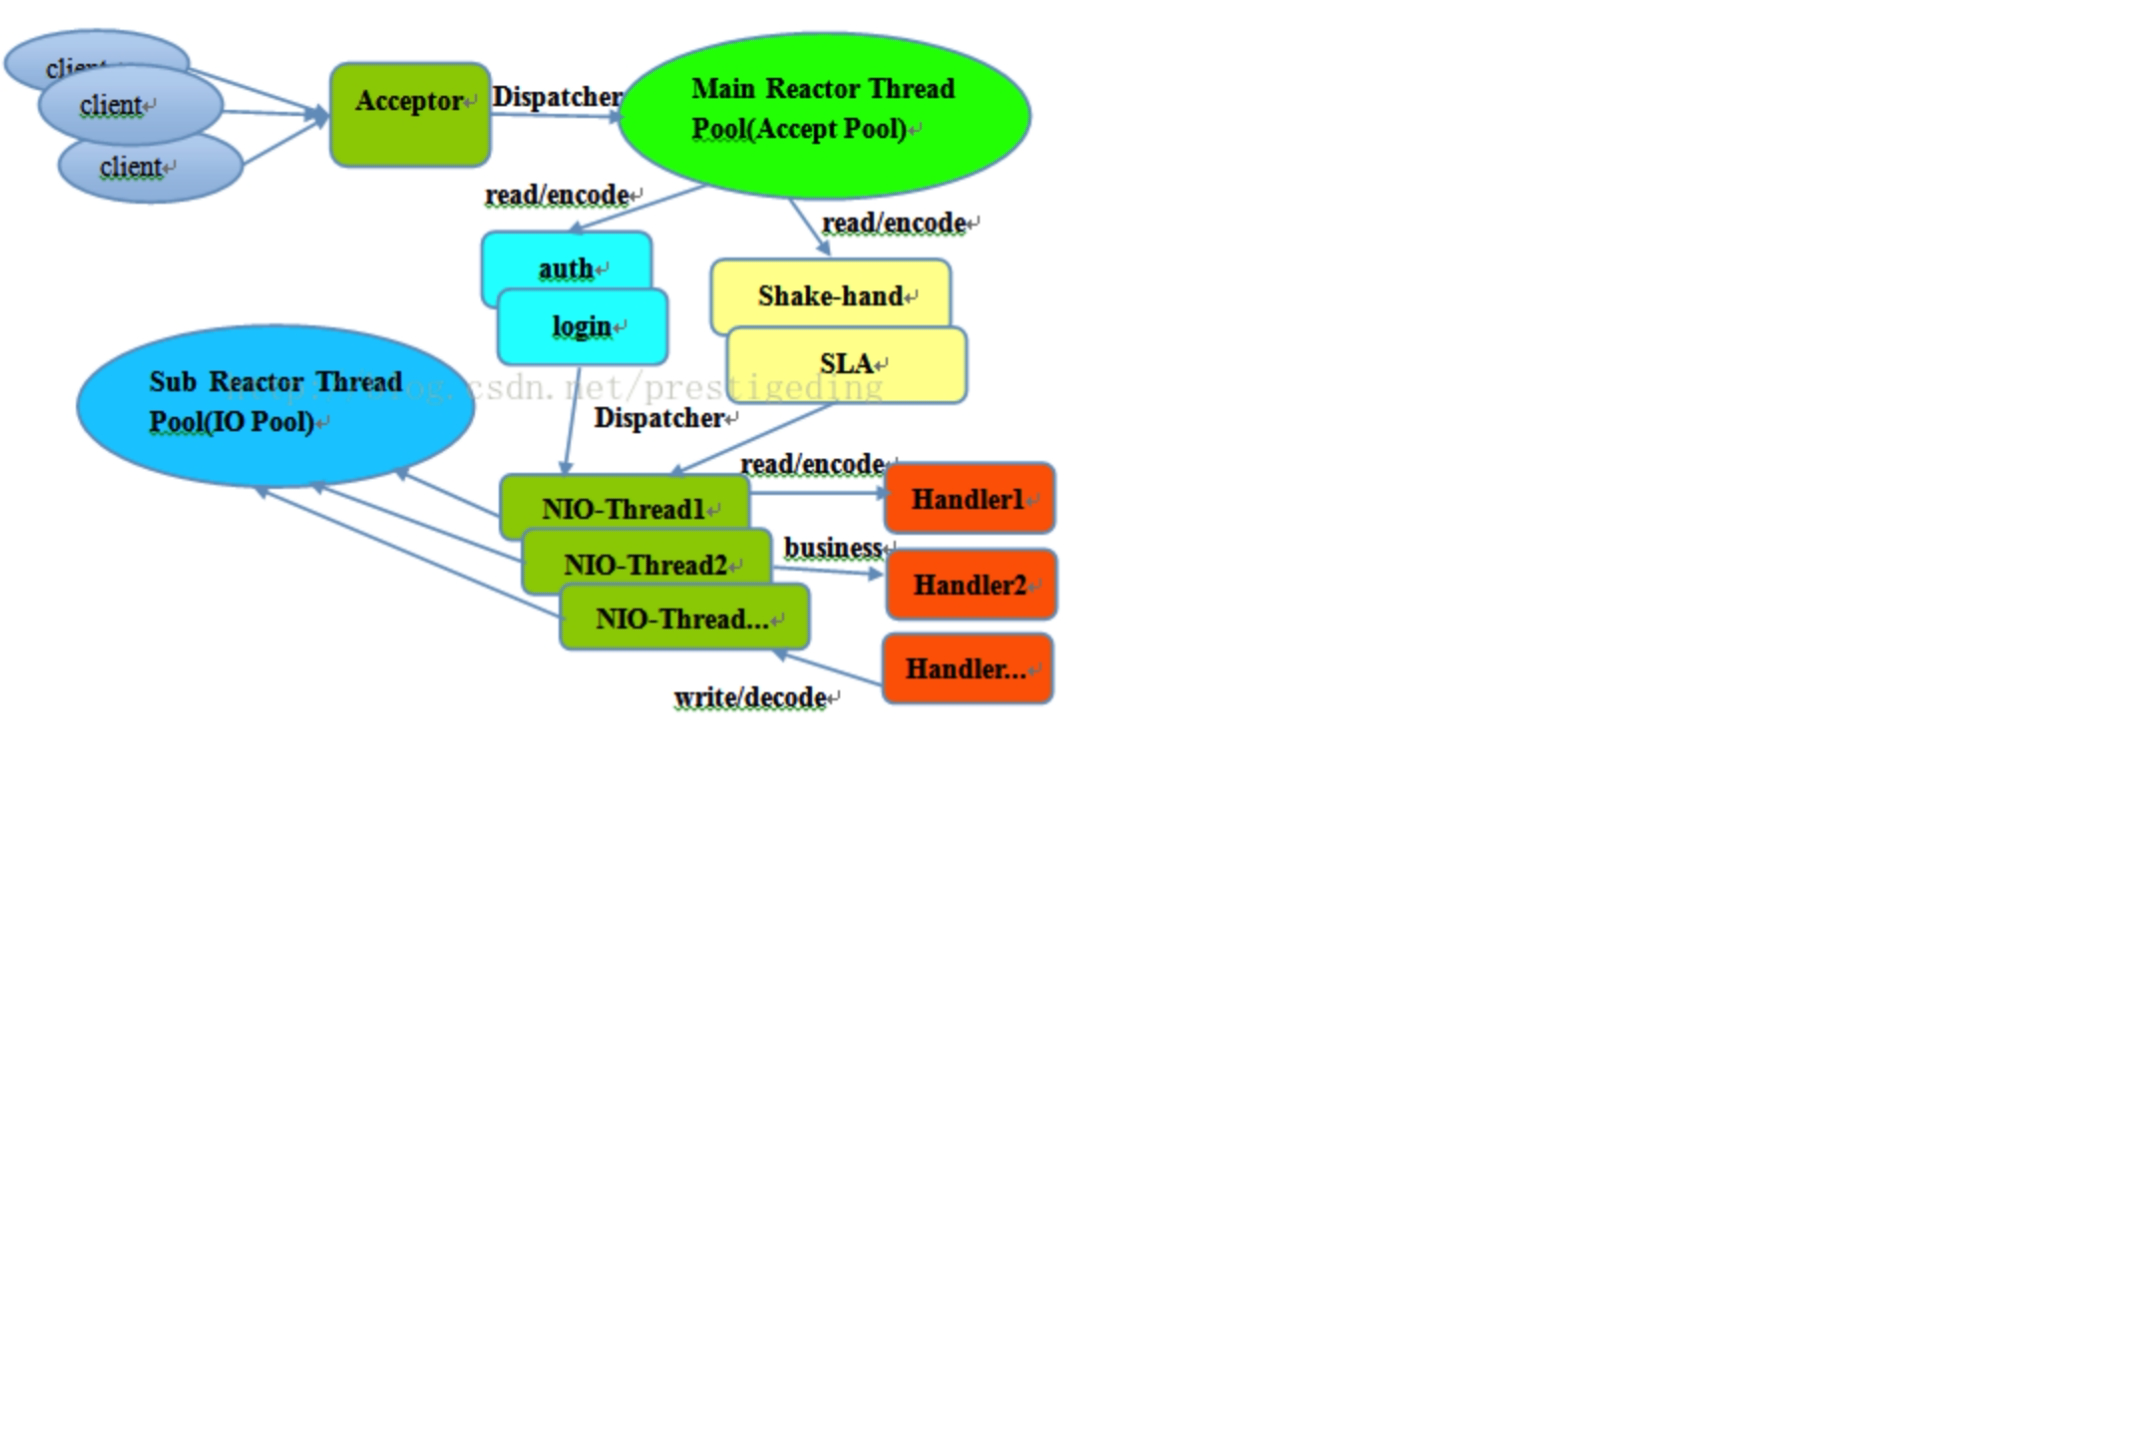 client
client
client
Acceptor
Dispatcher
Main Reactor Thread
Pool(Accept Pool)
read/encode
read/encode
auth
login
Shake-hand
SLA
Sub Reactor Thread
Pool(IO Pool)
http://blog.csdn.net/prestigeding
Dispatcher
read/encode
NIO-Thread1
Handler1
business
NIO-Thread2
Handler2
NIO-Thread...
Handler...
write/decode